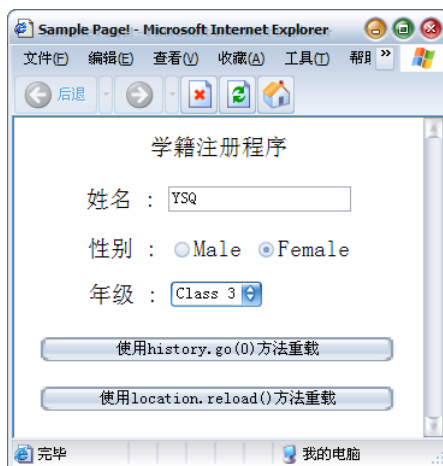 Sample Page! - Microsoft Internet Explorer
文件(F) 编辑(E) 查看(V) 收藏(A) 工具(T) 帮助 »
后退
学籍注册程序
姓名 : YSQ
性别 : Male Female
年级 : Class 3
使用history.go(0)方法重载
使用location.reload()方法重载
完毕 我的电脑